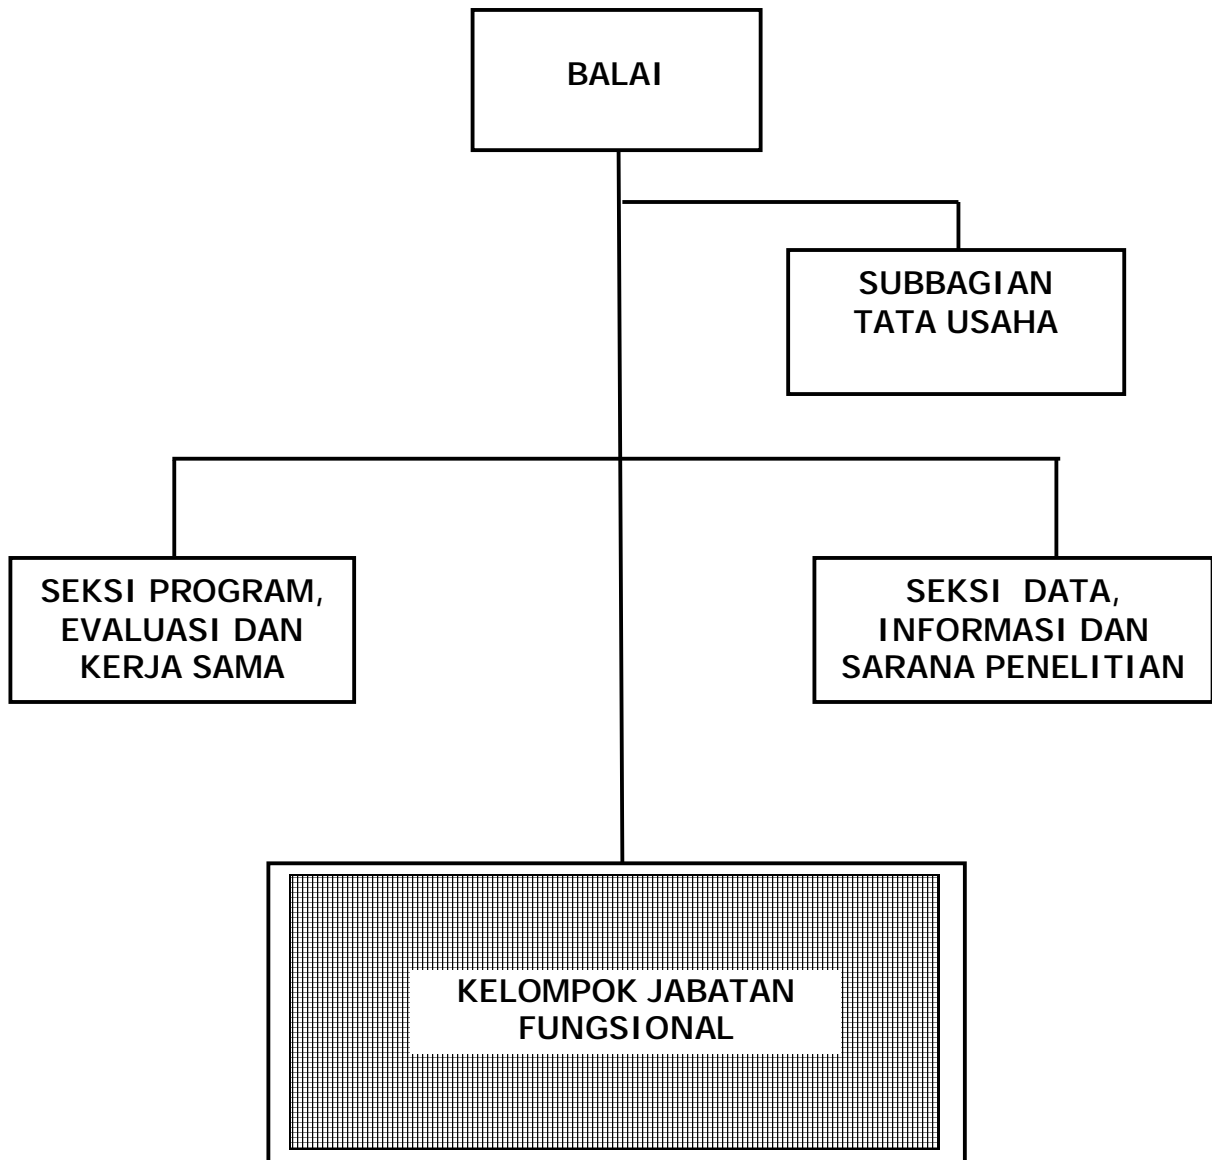 BALAI
SUBBAGIAN
TATA USAHA
SEKSI PROGRAM,
EVALUASI DAN
KERJA SAMA
SEKSI DATA,
INFORMASI DAN
SARANA PENELITIAN
KELOMPOK JABATAN
FUNGSIONAL